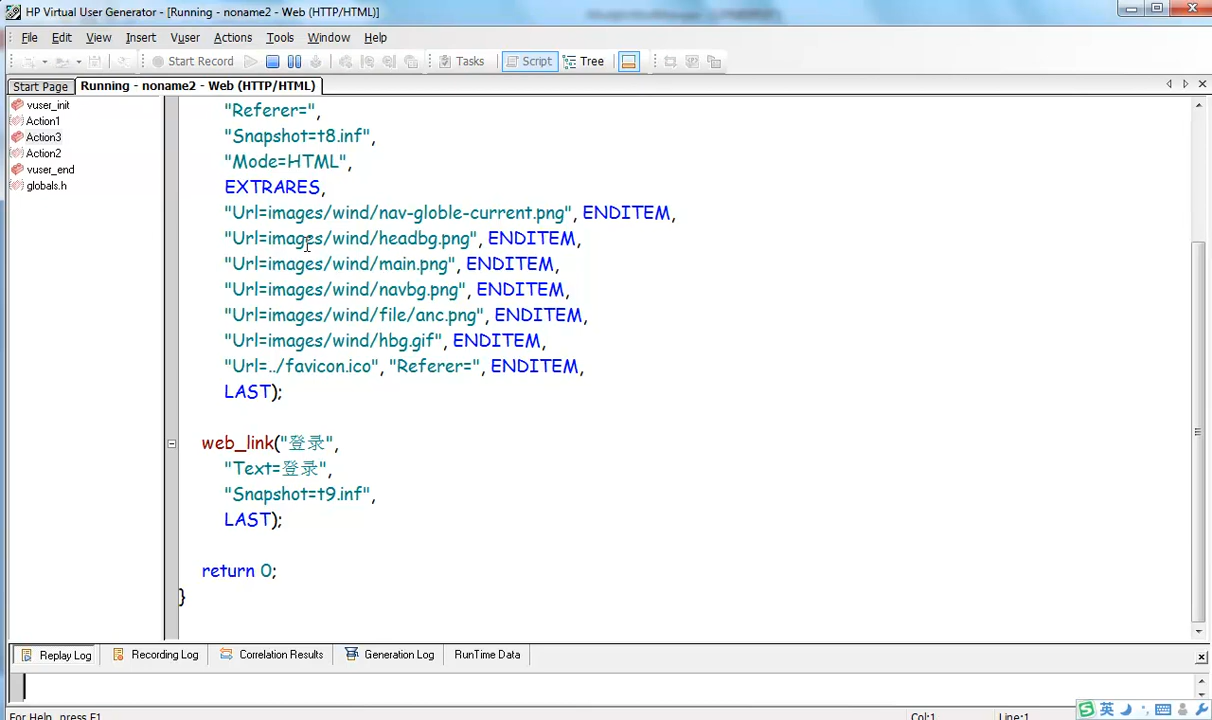 HP Virtual User Generator - [Running - noname2 - Web (HTTP/HTML)]
File Edit View Insert Vuser Actions Tools Window Help
Start Record Tasks Script Tree
Start Page Running - noname2 - Web (HTTP/HTML)
vuser_init
Action1
Action3
Action2
vuser_end
globals.h
"Referer=",
"Snapshot=t8.inf",
"Mode=HTML",
EXTRARES,
"Url=images/wind/nav-globle-current.png", ENDITEM,
"Url=images/wind/headbg.png", ENDITEM,
"Url=images/wind/main.png", ENDITEM,
"Url=images/wind/navbg.png", ENDITEM,
"Url=images/wind/file/anc.png", ENDITEM,
"Url=images/wind/hbg.gif", ENDITEM,
"Url=../favicon.ico", "Referer=", ENDITEM,
LAST);
web_link("登录",
"Text=登录",
"Snapshot=t9.inf",
LAST);
return 0;
}
Replay Log Recording Log Correlation Results Generation Log RunTime Data
For Help, press F1 Col:1 Line:1
英